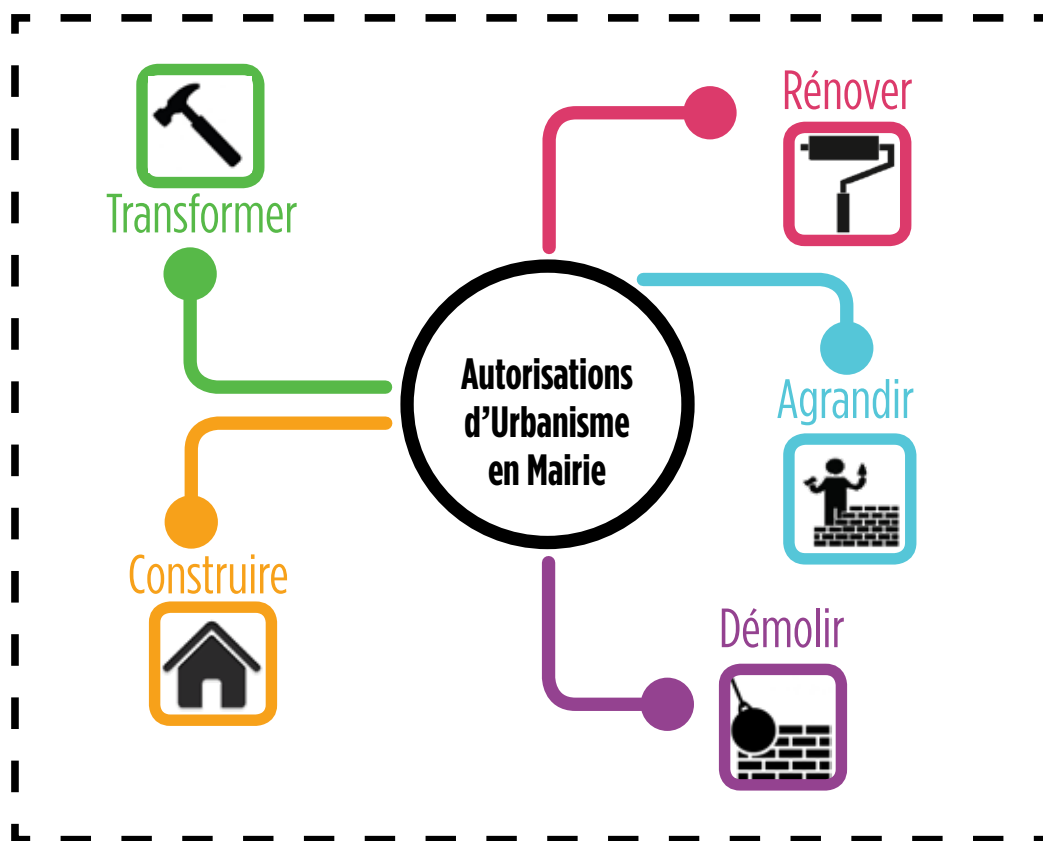 Transformer
Rénover
Autorisations
d'Urbanisme
en Mairie
Agrandir
Construire
Démolir